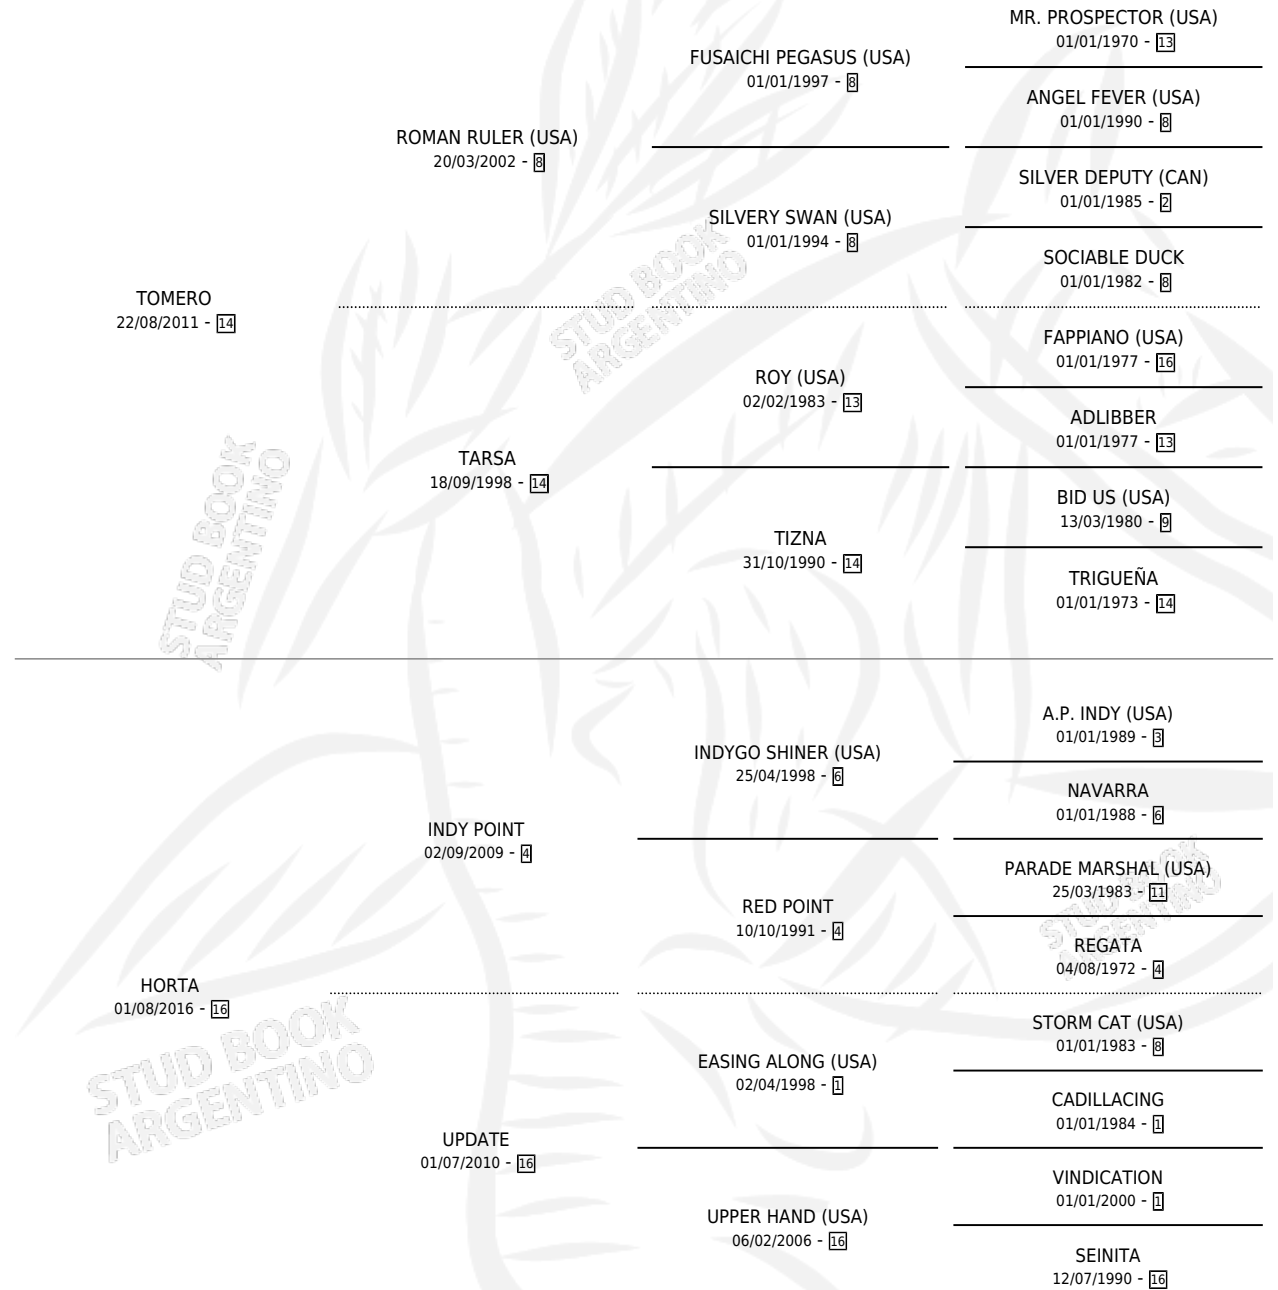 MR. PROSPECTOR (USA)
01/01/1970 - 13
FUSAICHI PEGASUS (USA)
01/01/1997 - 8
ANGEL FEVER (USA)
01/01/1990 - 8
ROMAN RULER (USA)
20/03/2002 - 8
SILVER DEPUTY (CAN)
01/01/1985 - 2
SILVERY SWAN (USA)
01/01/1994 - 8
SOCIABLE DUCK
01/01/1982 - 8
TOMERO
22/08/2011 - 14
STUD BOOK
ARGENTINO
FAPPIANO (USA)
01/01/1977 - 16
ROY (USA)
02/02/1983 - 13
ADLIBBER
01/01/1977 - 13
TARSA
18/09/1998 - 14
BID US (USA)
13/03/1980 - 9
TIZNA
31/10/1990 - 14
TRIGUEÑA
01/01/1973 - 14
STUD BOOK
ARGENTINO
A.P. INDY (USA)
01/01/1989 - 3
INDYGO SHINER (USA)
25/04/1998 - 6
NAVARRA
01/01/1988 - 6
INDY POINT
02/09/2009 - 4
PARADE MARSHAL (USA)
25/03/1983 - 11
RED POINT
10/10/1991 - 4
STUD BOOK
ARGENTINO
REGATA
04/08/1972 - 4
HORTA
01/08/2016 - 16
STUD BOOK
ARGENTINO
STORM CAT (USA)
01/01/1983 - 8
EASING ALONG (USA)
02/04/1998 - 1
CADILLACING
01/01/1984 - 1
UPDATE
01/07/2010 - 16
VINDICATION
01/01/2000 - 1
UPPER HAND (USA)
06/02/2006 - 16
SEINITA
12/07/1990 - 16